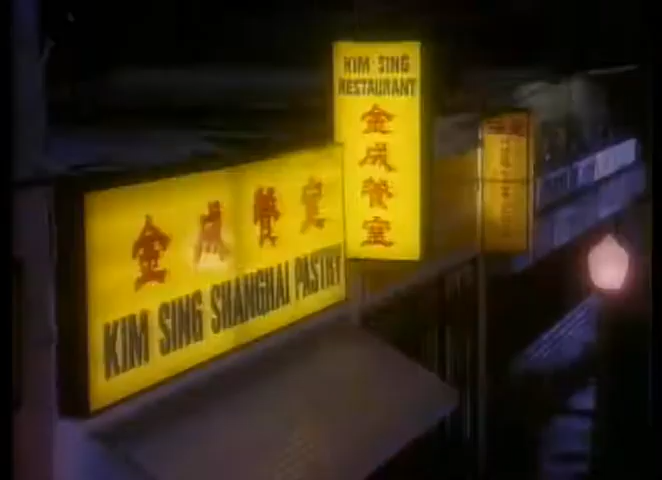 KIM SING
RESTAURANT
金成餐室
金成餐室
KIM SING SHANGHAI PASTRY